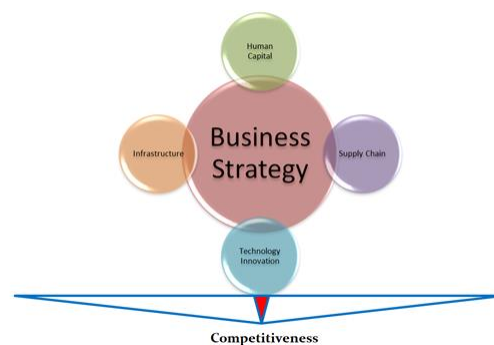 Human
Capital
Business
Strategy
Infrastructure
Supply Chain
Technology
Innovation
Competitiveness